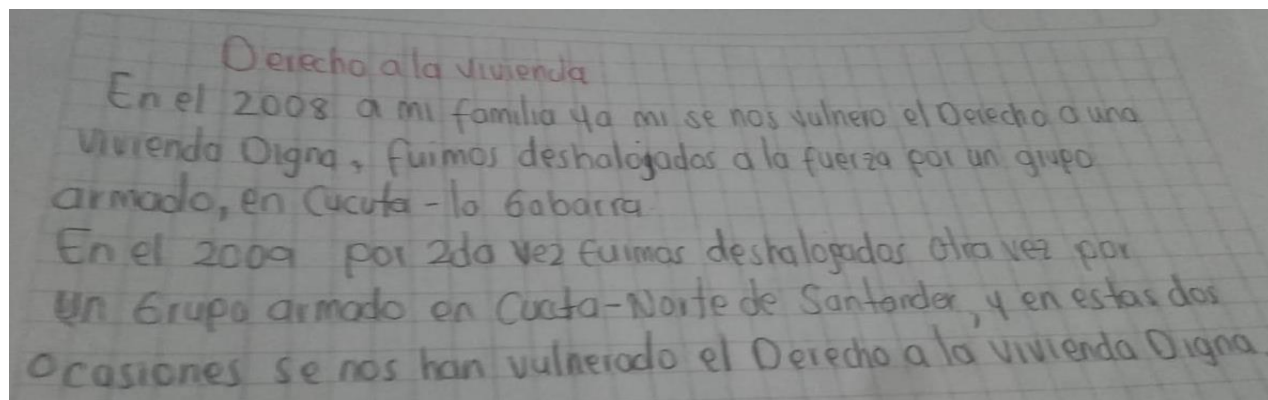 Derecho a la vivienda
En el 2008 a mi familia y a mi se nos vulnero el Derecho a una
vivienda Digna, fuimos deshalogados a la fuerza por un grupo
armado, en Cucuta - la Gabarra
En el 2009 por 2da vez fuimos deshalogados otra vez por
un Grupo armado en Cucuta - Norte de Santander, y en estas dos
Ocasiones se nos han vulnerado el Derecho a la vivienda Digna